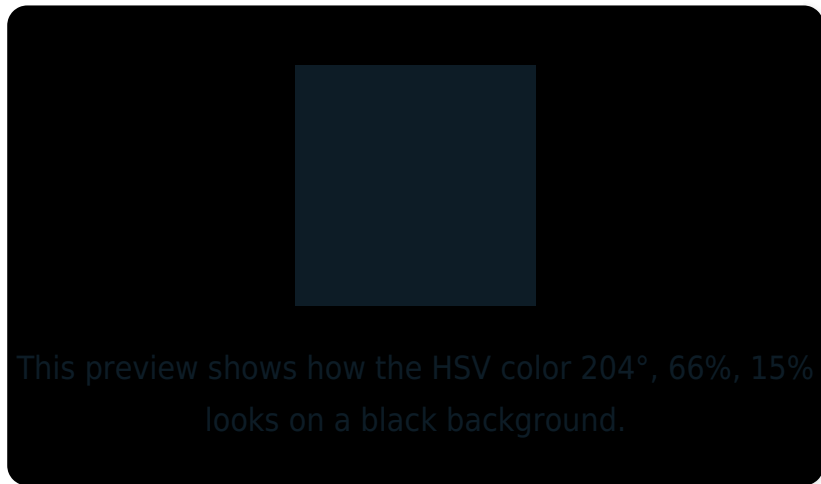 This preview shows how the HSV color 204°, 66%, 15%
looks on a black background.